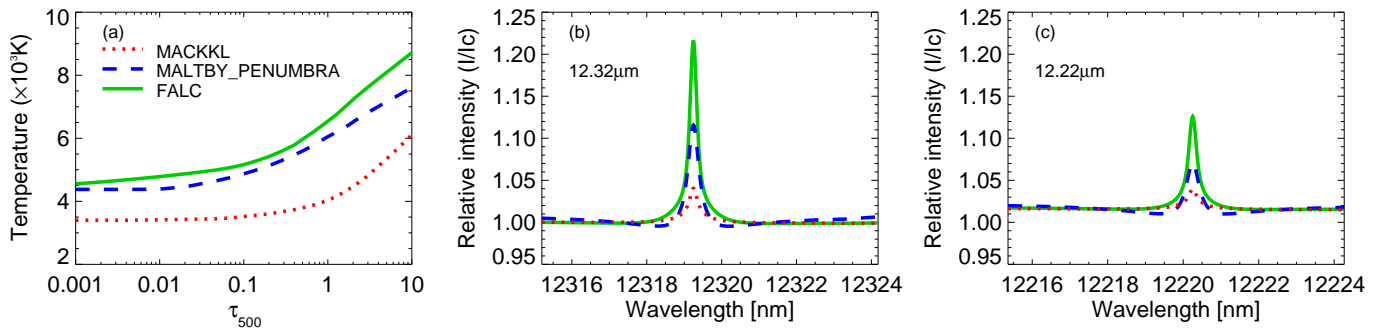 10
8
6
4
2
Temperature (×10³K)
(a)
MACKKL
MALTBY_PENUMBRA
FALC
0.001 0.01 0.1 1 10
τ500
1.25
1.20
1.15
1.10
1.05
1.00
0.95
Relative intensity (I/Ic)
(b)
12.32μm
12316 12318 12320 12322 12324
Wavelength [nm]
1.25
1.20
1.15
1.10
1.05
1.00
0.95
Relative intensity (I/Ic)
(c)
12.22μm
12216 12218 12220 12222 12224
Wavelength [nm]